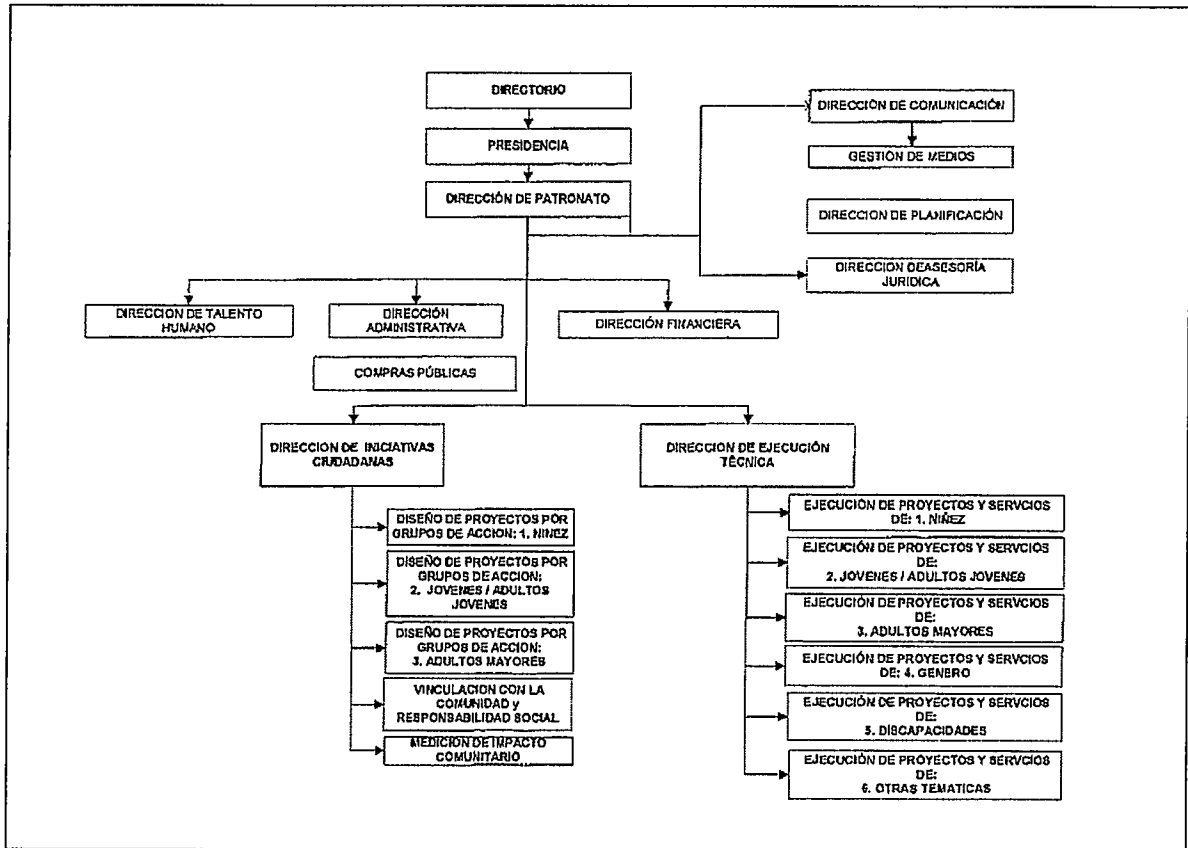 DIRECTORIO
PRESIDENCIA
DIRECCIÓN DE PATRONATO
DIRECCIÓN DE COMUNICACIÓN
GESTIÓN DE MEDIOS
DIRECCION DE PLANIFICACIÓN
DIRECCION DEASESORÍA
JURIDICA
DIRECCION DE TALENTO
HUMANO
DIRECCIÓN
ADMINISTRATIVA
DIRECCIÓN FINANCIERA
COMPRAS PÚBLICAS
DIRECCION DE INICIATIVAS
CIUDADANAS
DISEÑO DE PROYECTOS POR
GRUPOS DE ACCION: 1. NINEZ
DISEÑO DE PROYECTOS POR
GRUPOS DE ACCION:
2. JOVENES / ADULTOS
JOVENES
DISEÑO DE PROYECTOS POR
GRUPOS DE ACCION:
3. ADULTOS MAYORES
VINCULACION CON LA
COMUNIDAD y
RESPONSABILIDAD SOCIAL
MEDICION DE IMPACTO
COMUNITARIO
DIRECCION DE EJECUCIÓN
TÉCNICA
EJECUCIÓN DE PROYECTOS Y SERVCIOS
DE: 1. NIÑEZ
EJECUCIÓN DE PROYECTOS Y SERVCIOS
DE:
2. JOVENES / ADULTOS JOVENES
EJECUCIÓN DE PROYECTOS Y SERVCIOS
DE:
3. ADULTOS MAYORES
EJECUCIÓN DE PROYECTOS Y SERVCIOS
DE: 4. GENERO
EJECUCIÓN DE PROYECTOS Y SERVCIOS
DE:
5. DISCAPACIDADES
EJECUCIÓN DE PROYECTOS Y SERVCIOS
DE:
6. OTRAS TEMATICAS